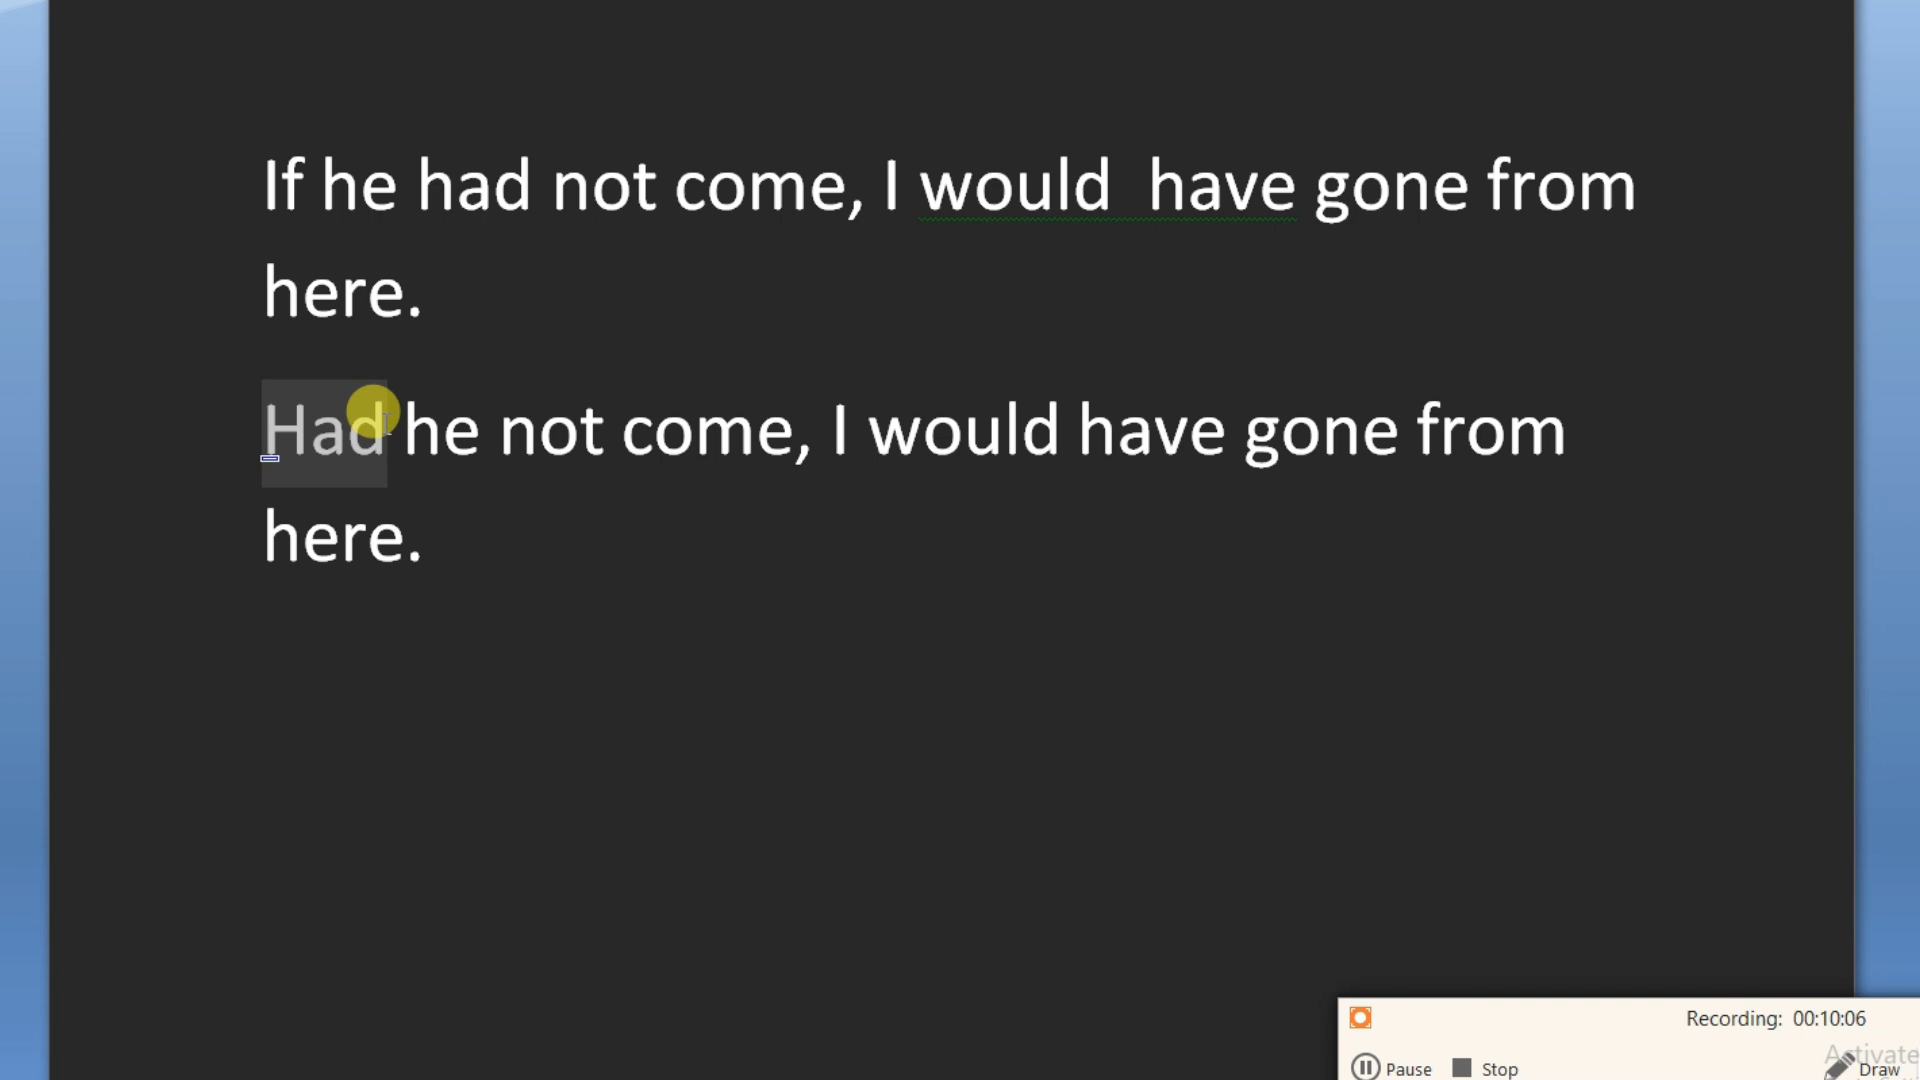 If he had not come, I would  have gone from
here.
Had he not come, I would have gone from
here.
Recording:  00:10:06
Activate
Pause Stop Draw